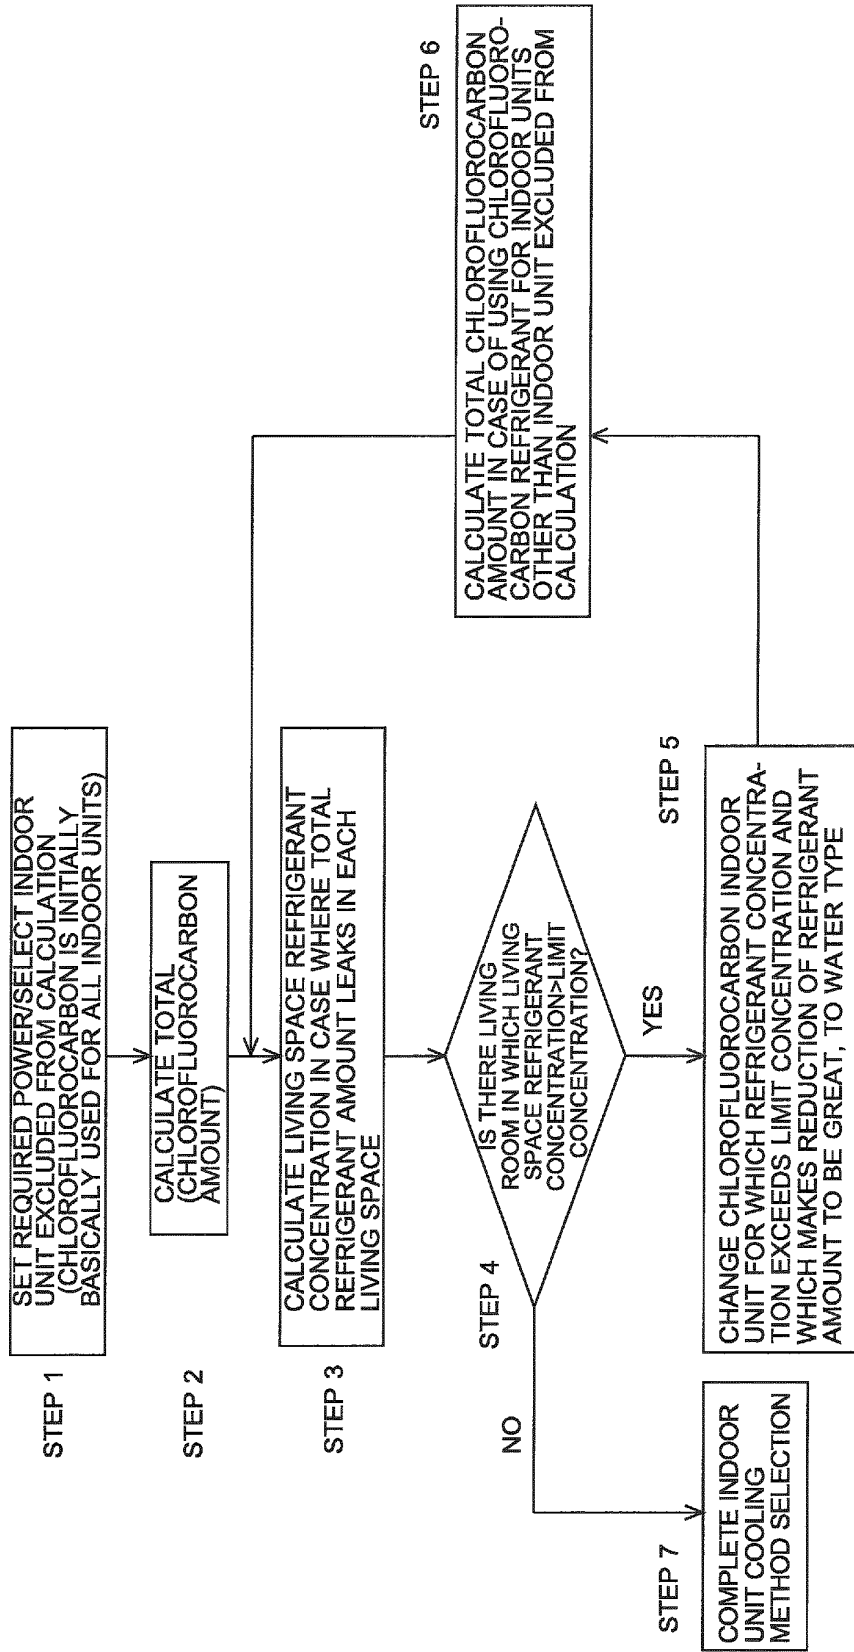 STEP 1
SET REQUIRED POWER/SELECT INDOOR
UNIT EXCLUDED FROM CALCULATION
(CHLOROFLUOROCARBON IS INITIALLY
BASICALLY USED FOR ALL INDOOR UNITS)
STEP 2
CALCULATE TOTAL
(CHLOROFLUOROCARBON
AMOUNT)
STEP 3
CALCULATE LIVING SPACE REFRIGERANT
CONCENTRATION IN CASE WHERE TOTAL
REFRIGERANT AMOUNT LEAKS IN EACH
LIVING SPACE
STEP 4
IS THERE LIVING
ROOM IN WHICH LIVING
SPACE REFRIGERANT
CONCENTRATION>LIMIT
CONCENTRATION?
NO
YES
STEP 5
CHANGE CHLOROFLUOROCARBON INDOOR
UNIT FOR WHICH REFRIGERANT CONCENTRA-
TION EXCEEDS LIMIT CONCENTRATION AND
WHICH MAKES REDUCTION OF REFRIGERANT
AMOUNT TO BE GREAT, TO WATER TYPE
STEP 6
CALCULATE TOTAL CHLOROFLUOROCARBON
AMOUNT IN CASE OF USING CHLOROFLUORO-
CARBON REFRIGERANT FOR INDOOR UNITS
OTHER THAN INDOOR UNIT EXCLUDED FROM
CALCULATION
STEP 7
COMPLETE INDOOR
UNIT COOLING
METHOD SELECTION